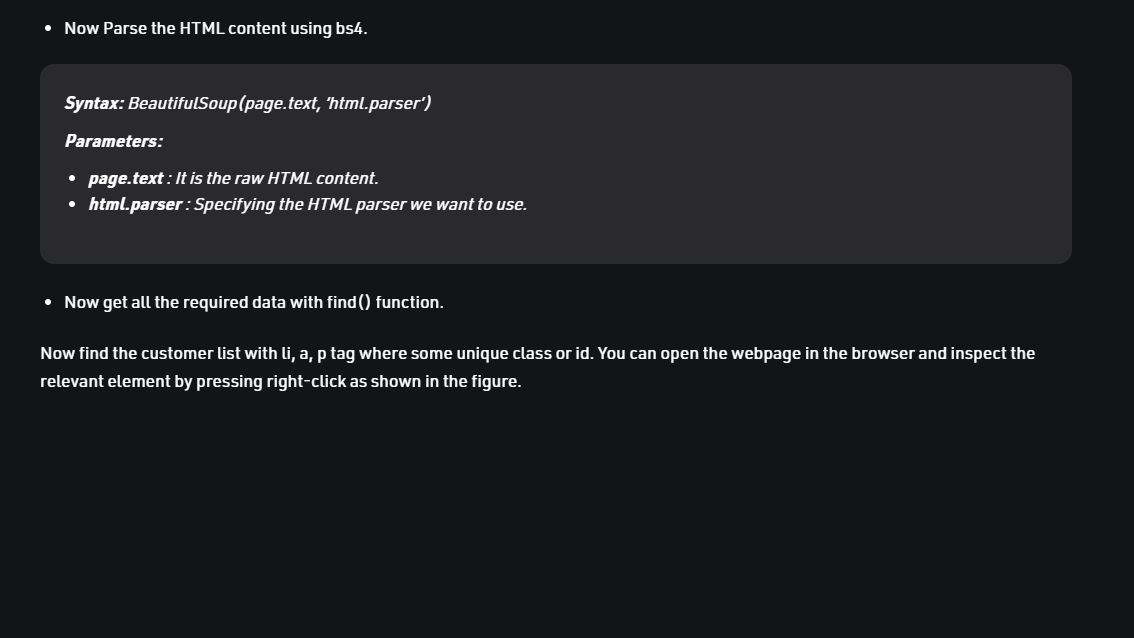 Now Parse the HTML content using bs4.
Syntax: BeautifulSoup(page.text, ‘html.parser’)
Parameters:
page.text : It is the raw HTML content.
html.parser : Specifying the HTML parser we want to use.
Now get all the required data with find() function.
Now find the customer list with li, a, p tag where some unique class or id. You can open the webpage in the browser and inspect the
relevant element by pressing right-click as shown in the figure.